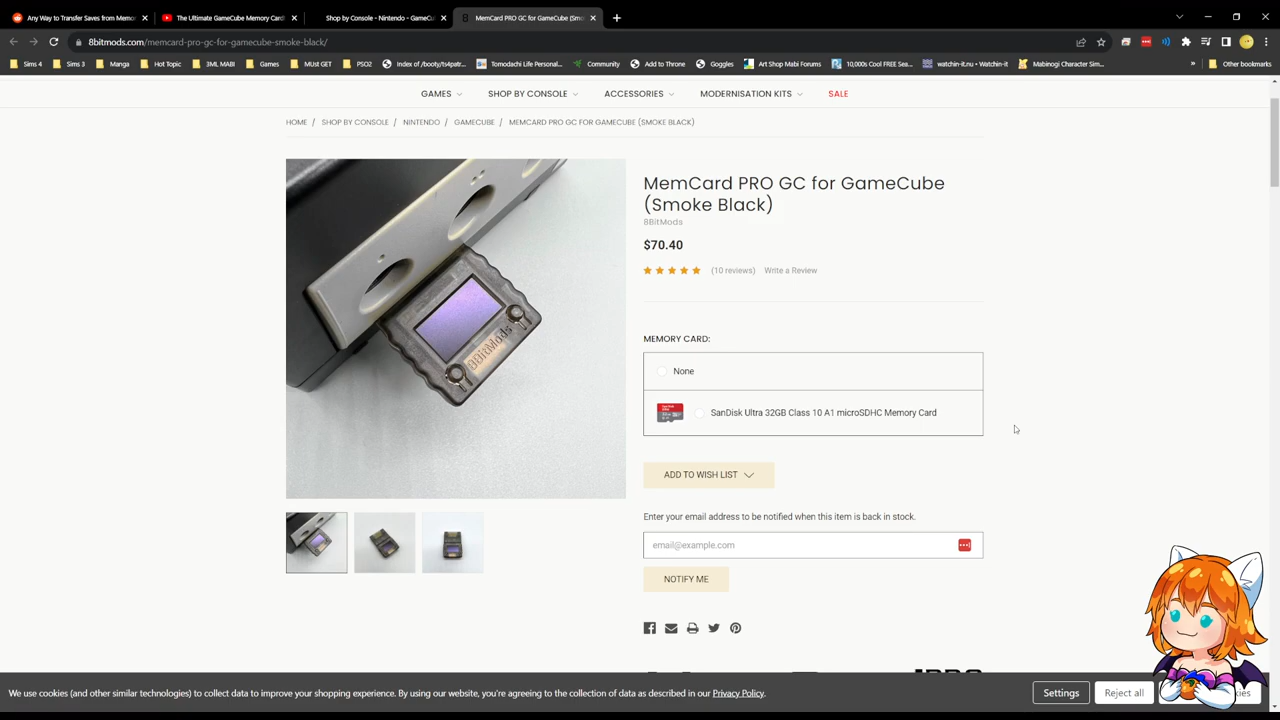 Any Way to Transfer Saves from Memo
The Ultimate GameCube Memory Card
Shop by Console - Nintendo - GameCu
MemCard PRO GC for GameCube (Smo
8bitmods.com/memcard-pro-gc-for-gamecube-smoke-black/
Sims 4
Sims 3
Manga
Hot Topic
3ML MABI
Games
MUst GET
PSO2
Index of /booty/ts4patr...
Tomodachi Life Personal...
Community
Add to Throne
Goggles
Art Shop Mabi Forums
10,000s Cool FREE Sea...
watchin-it.nu • Watchin-it
Mabinogi Character Sim...
»
Other bookmarks
GAMES
SHOP BY CONSOLE
ACCESSORIES
MODERNISATION KITS
SALE
HOME / SHOP BY CONSOLE / NINTENDO / GAMECUBE / MEMCARD PRO GC FOR GAMECUBE (SMOKE BLACK)
8BitMods
MemCard PRO GC for GameCube
(Smoke Black)
8BitMods
$70.40
(10 reviews) Write a Review
MEMORY CARD:
None
SanDisk Ultra 32GB Class 10 A1 microSDHC Memory Card
ADD TO WISH LIST
Enter your email address to be notified when this item is back in stock.
email@example.com
NOTIFY ME
We use cookies (and other similar technologies) to collect data to improve your shopping experience. By using our website, you're agreeing to the collection of data as described in our Privacy Policy.
Settings
Reject all